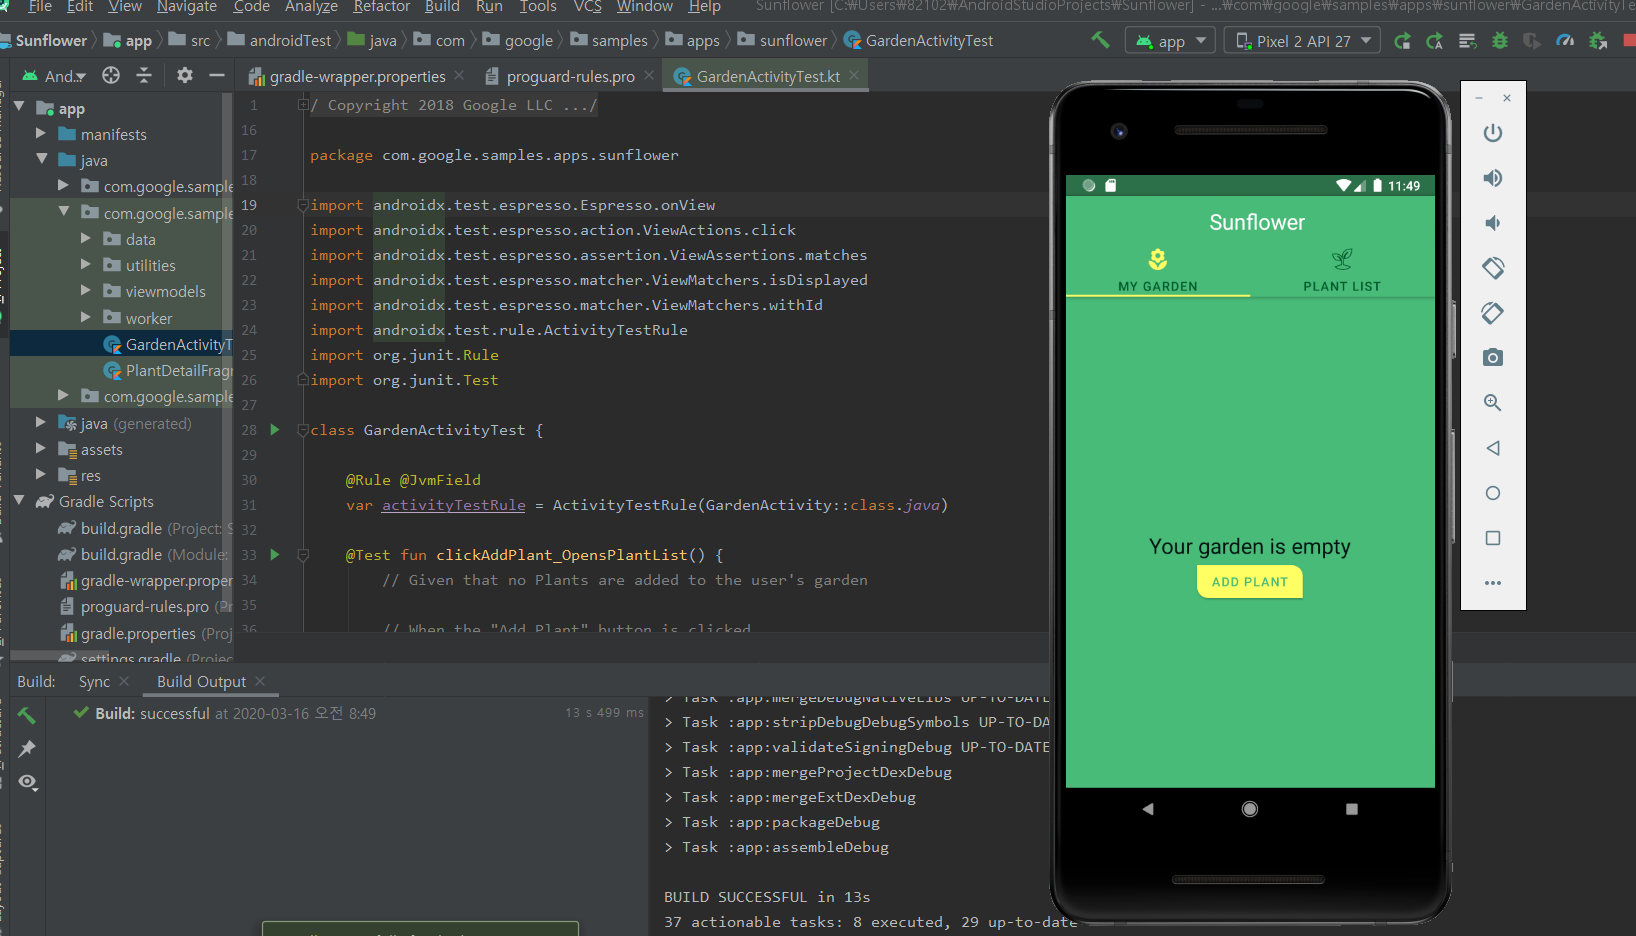 File Edit View Navigate Code Analyze Refactor Build Run Tools VCS Window Help Sunflower [C:₩Users₩82102₩AndroidStudioProjects₩Sunflower] - ...₩com₩google₩samples₩apps₩sunflower₩GardenActivityTe
Sunflower app src androidTest java com google samples apps sunflower GardenActivityTest app Pixel 2 API 27
And.. gradle-wrapper.properties proguard-rules.pro GardenActivityTest.kt
app
manifests
java
com.google.sample
com.google.sample
data
utilities
viewmodels
worker
GardenActivityT
PlantDetailFragr
com.google.sample
java (generated)
assets
res
Gradle Scripts
build.gradle (Project: S
build.gradle (Module:
gradle-wrapper.proper
proguard-rules.pro (Pr
gradle.properties (Proj
settings.gradle (Projec
1 / Copyright 2018 Google LLC .../
16
17 package com.google.samples.apps.sunflower
18
19 import androidx.test.espresso.Espresso.onView
20 import androidx.test.espresso.action.ViewActions.click
21 import androidx.test.espresso.assertion.ViewAssertions.matches
22 import androidx.test.espresso.matcher.ViewMatchers.isDisplayed
23 import androidx.test.espresso.matcher.ViewMatchers.withId
24 import androidx.test.rule.ActivityTestRule
25 import org.junit.Rule
26 import org.junit.Test
27
28 class GardenActivityTest {
29
30 @Rule @JvmField
31 var activityTestRule = ActivityTestRule(GardenActivity::class.java)
32
33 @Test fun clickAddPlant_OpensPlantList() {
34 // Given that no Plants are added to the user's garden
35
36 // When the "Add Plant" button is clicked
11:49
Sunflower
MY GARDEN PLANT LIST
Your garden is empty
ADD PLANT
Build: Sync Build Output
Build: successful at 2020-03-16 오전 8:49 13 s 499 ms
> Task :app:mergeDebugNativeLibs UP-TO-DATE
> Task :app:stripDebugDebugSymbols UP-TO-DA
> Task :app:validateSigningDebug UP-TO-DATE
> Task :app:mergeProjectDexDebug
> Task :app:mergeExtDexDebug
> Task :app:packageDebug
> Task :app:assembleDebug
BUILD SUCCESSFUL in 13s
37 actionable tasks: 8 executed, 29 up-to-date